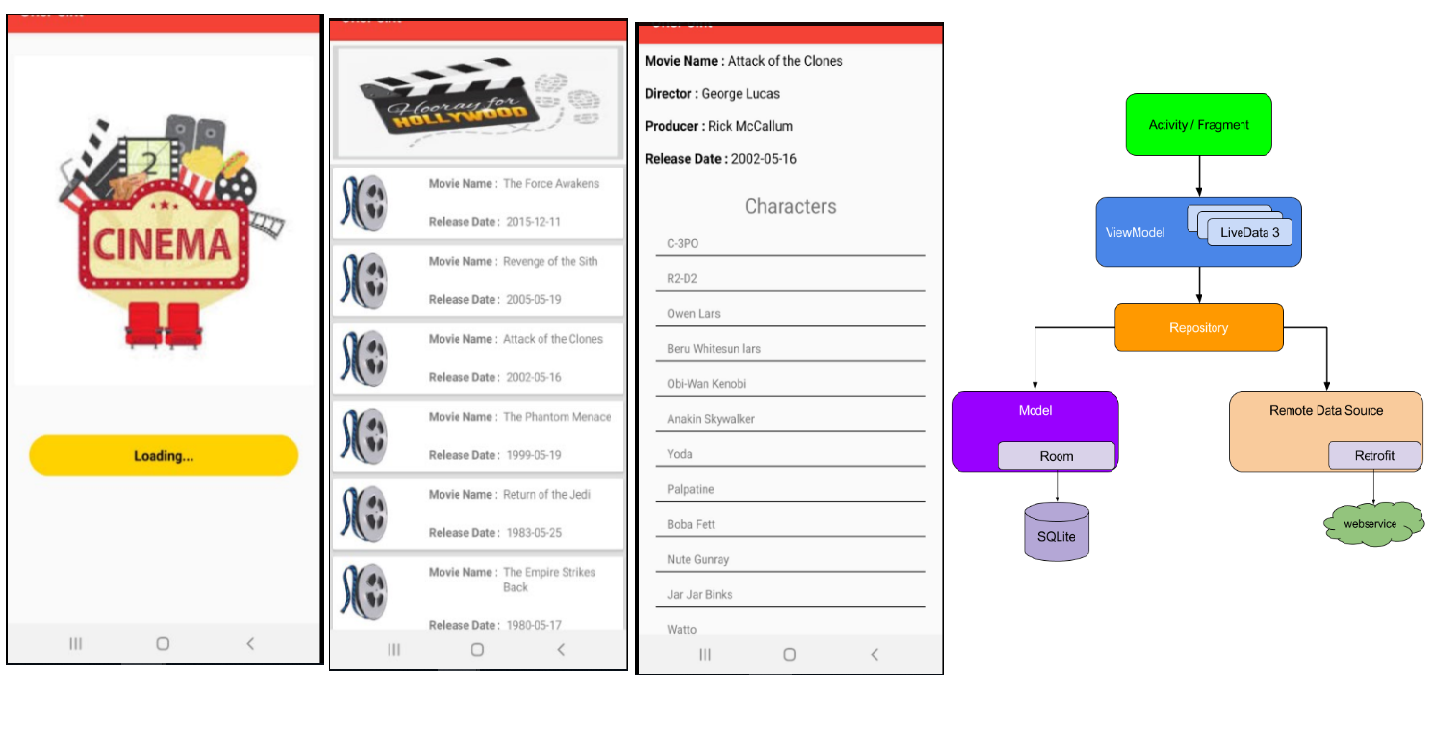 2
CINEMA
Loading...
Hooray for
HOLLYWOOD
Movie Name : The Force Awakens
Release Date : 2015-12-11
Movie Name : Revenge of the Sith
Release Date : 2005-05-19
Movie Name : Attack of the Clones
Release Date : 2002-05-16
Movie Name : The Phantom Menace
Release Date : 1999-05-19
Movie Name : Return of the Jedi
Release Date : 1983-05-25
Movie Name : The Empire Strikes
Back
Release Date : 1980-05-17
Movie Name : Attack of the Clones
Director : George Lucas
Producer : Rick McCallum
Release Date : 2002-05-16
Characters
C-3PO
R2-D2
Owen Lars
Beru Whitesun lars
Obi-Wan Kenobi
Anakin Skywalker
Yoda
Palpatine
Boba Fett
Nute Gunray
Jar Jar Binks
Watto
Activity / Fragment
ViewModel
LiveData 3
Repository
Model
Room
SQLite
Remote Data Source
Retrofit
webservice